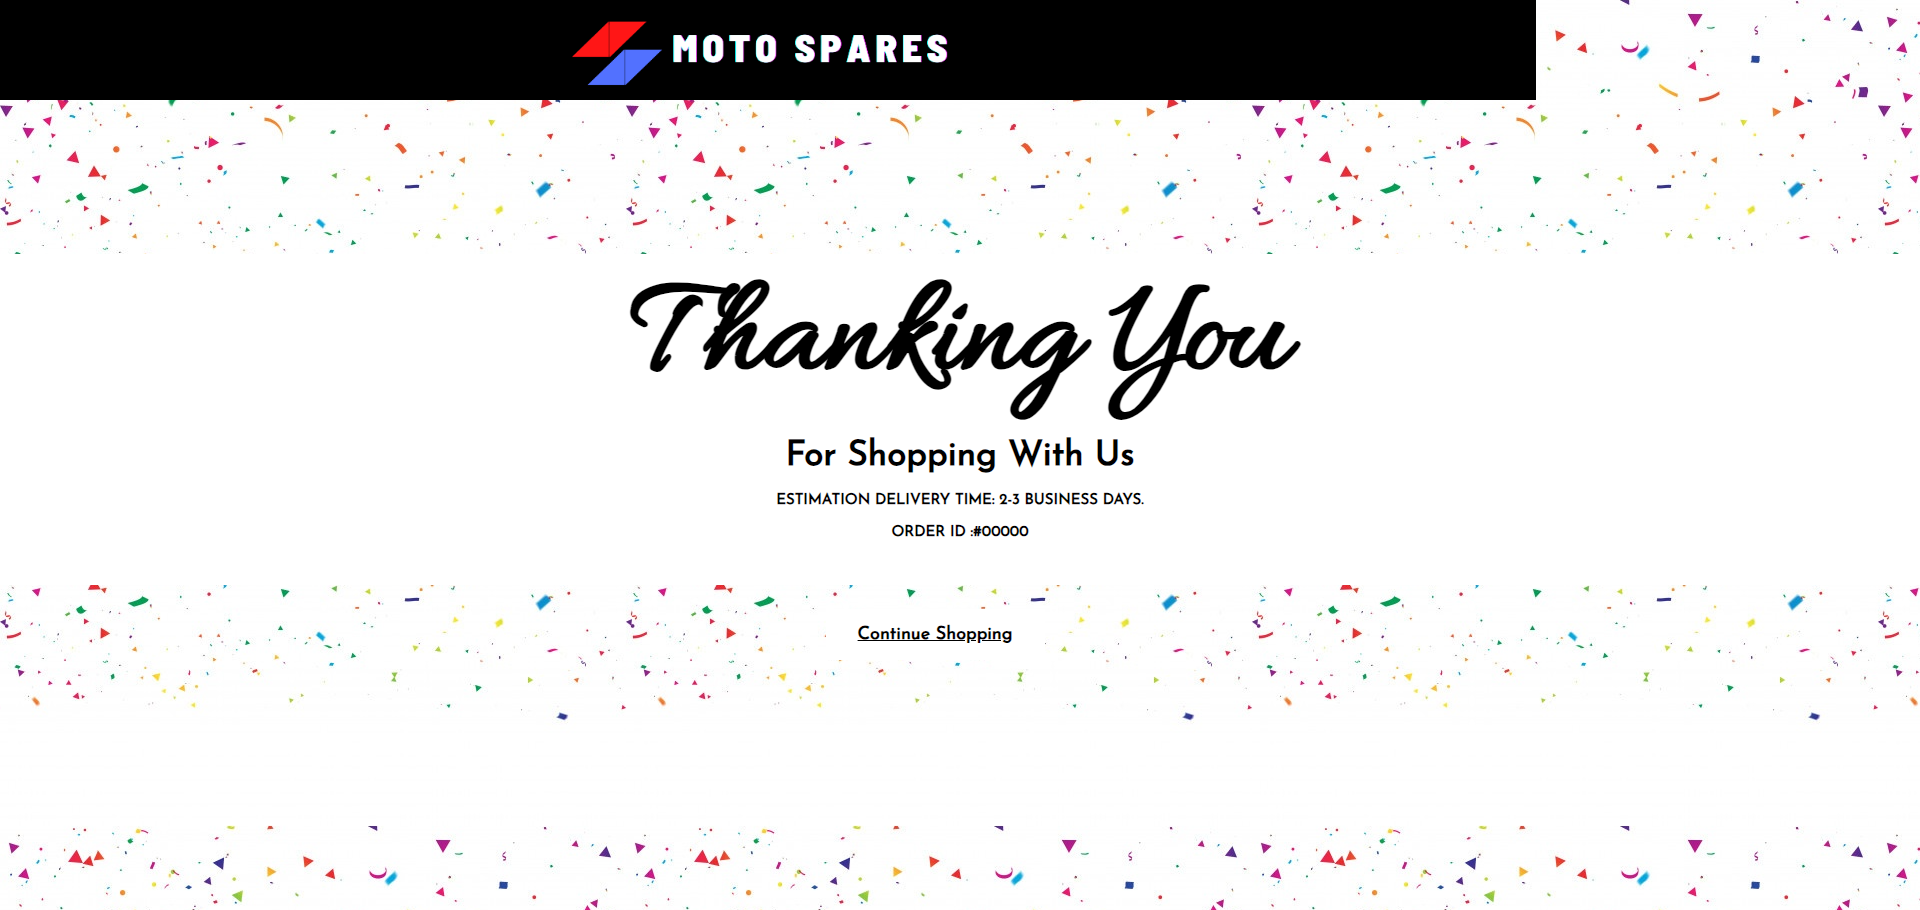 MOTO SPARES
Thanking You
For Shopping With Us
ESTIMATION DELIVERY TIME: 2-3 BUSINESS DAYS.
ORDER ID :#00000
Continue Shopping